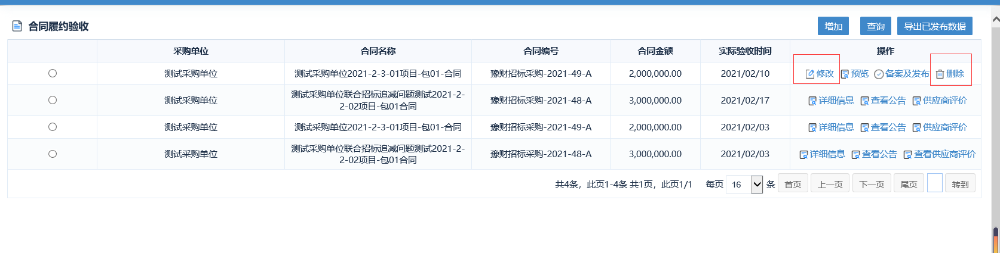 合同履约验收
增加 查询 导出已发布数据
采购单位 合同名称 合同编号 合同金额 实际验收时间 操作
测试采购单位 测试采购单位2021-2-3-01项目-包01-合同 豫财招标采购-2021-49-A 2,000,000.00 2021/02/10 修改 预览 备案及发布 删除
测试采购单位 测试采购单位联合招标追减问题测试2021-2-
2-02项目-包01合同 豫财招标采购-2021-48-A 3,000,000.00 2021/02/17 详细信息 查看公告 供应商评价
测试采购单位 测试采购单位2021-2-3-01项目-包01-合同 豫财招标采购-2021-49-A 2,000,000.00 2021/02/03 详细信息 查看公告 供应商评价
测试采购单位 测试采购单位联合招标追减问题测试2021-2-
2-02项目-包01合同 豫财招标采购-2021-48-A 3,000,000.00 2021/02/03 详细信息 查看公告 查看供应商评价
共4条，此页1-4条 共1页，此页1/1 每页 16 条 首页 上一页 下一页 尾页 转到